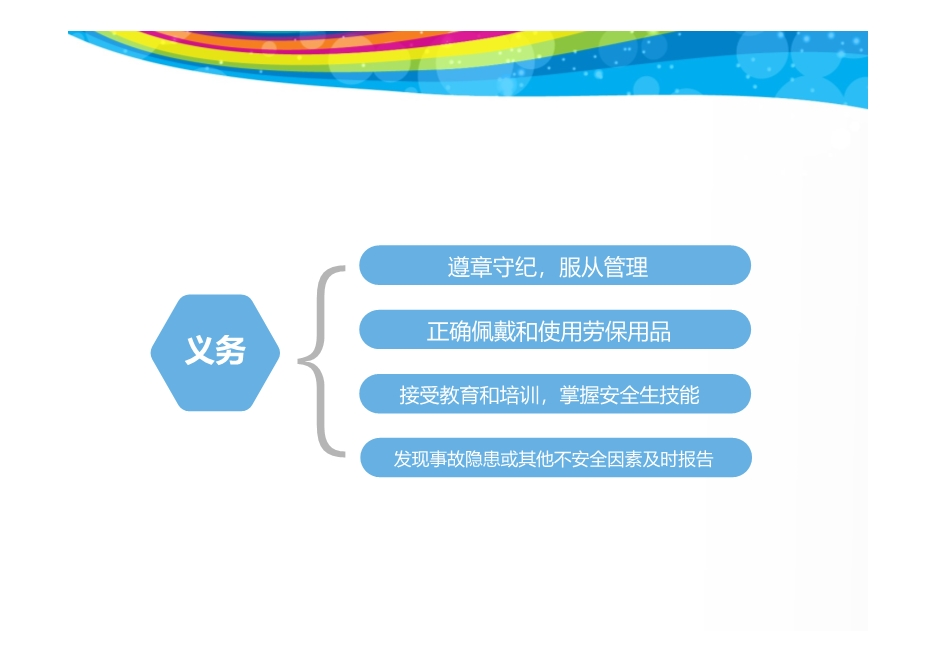 义务
遵章守纪，服从管理
正确佩戴和使用劳保用品
接受教育和培训，掌握安全生技能
发现事故隐患或其他不安全因素及时报告